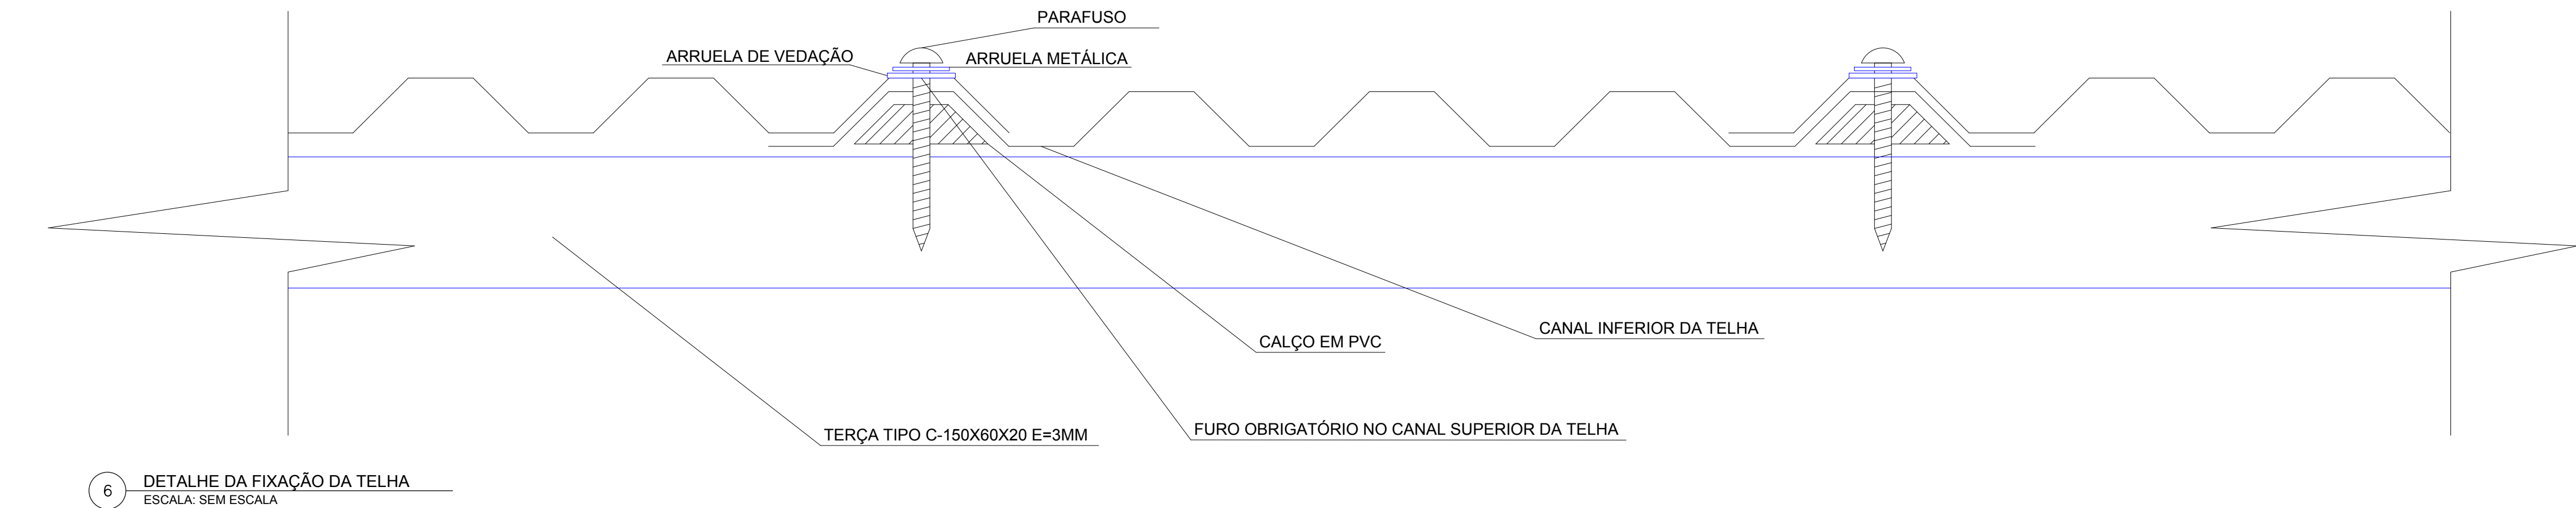 PARAFUSO
ARRUELA DE VEDAÇÃO
ARRUELA METÁLICA
CANAL INFERIOR DA TELHA
CALÇO EM PVC
FURO OBRIGATÓRIO NO CANAL SUPERIOR DA TELHA
TERÇA TIPO C-150X60X20 E=3MM
6
DETALHE DA FIXAÇÃO DA TELHA
ESCALA: SEM ESCALA